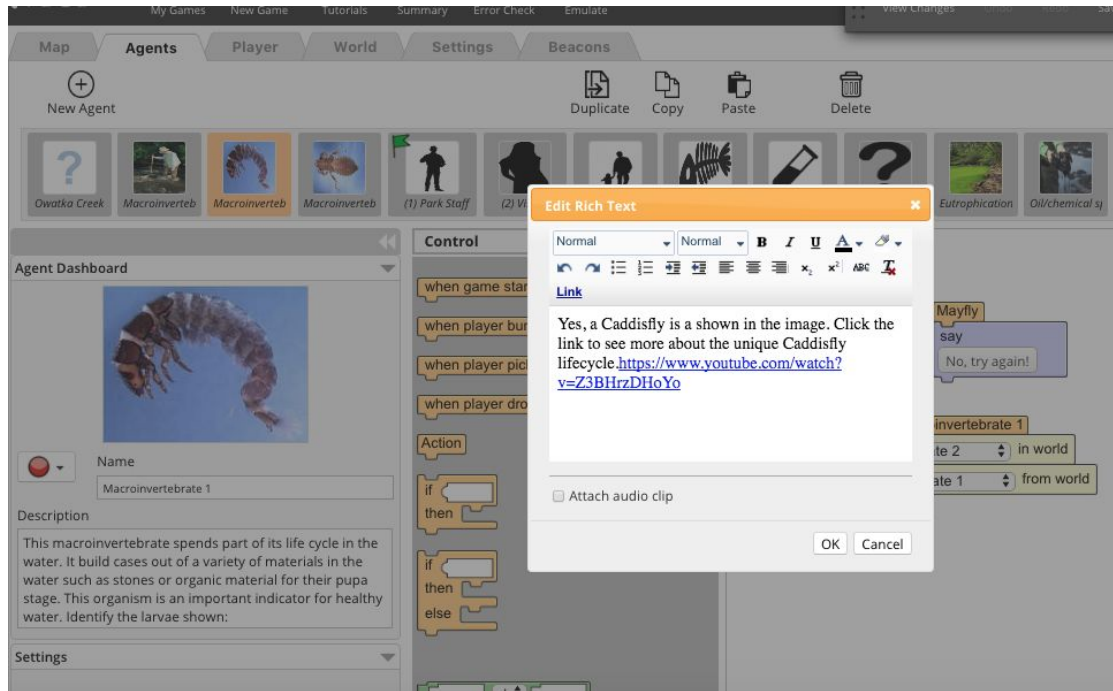 My Games New Game Tutorials Summary Error Check Emulate View Changes Undo Redo
Map Agents Player World Settings Beacons
New Agent Duplicate Copy Paste Delete
Owatka Creek Macroinverteb Macroinverteb Macroinverteb (1) Park Staff (2) Eutrophication Oil/chemical
Agent Dashboard
Name
Macroinvertebrate 1
Description
This macroinvertebrate spends part of its life cycle in the
water. It build cases out of a variety of materials in the
water such as stones or organic material for their pupa
stage. This organism is an important indicator for healthy
water. Identify the larvae shown:
Settings
Control
when game star
when player bu
when player pic
when player dro
Action
if
then
if
then
else
Edit Rich Text
Normal Normal B I U A
ABC
Link
Yes, a Caddisfly is a shown in the image. Click the
link to see more about the unique Caddisfly
lifecycle.https://www.youtube.com/watch?
v=Z3BHrzDHoYo
Attach audio clip
OK Cancel
Mayfly
say
No, try again!
invertebrate 1
te 2 in world
ate 1 from world